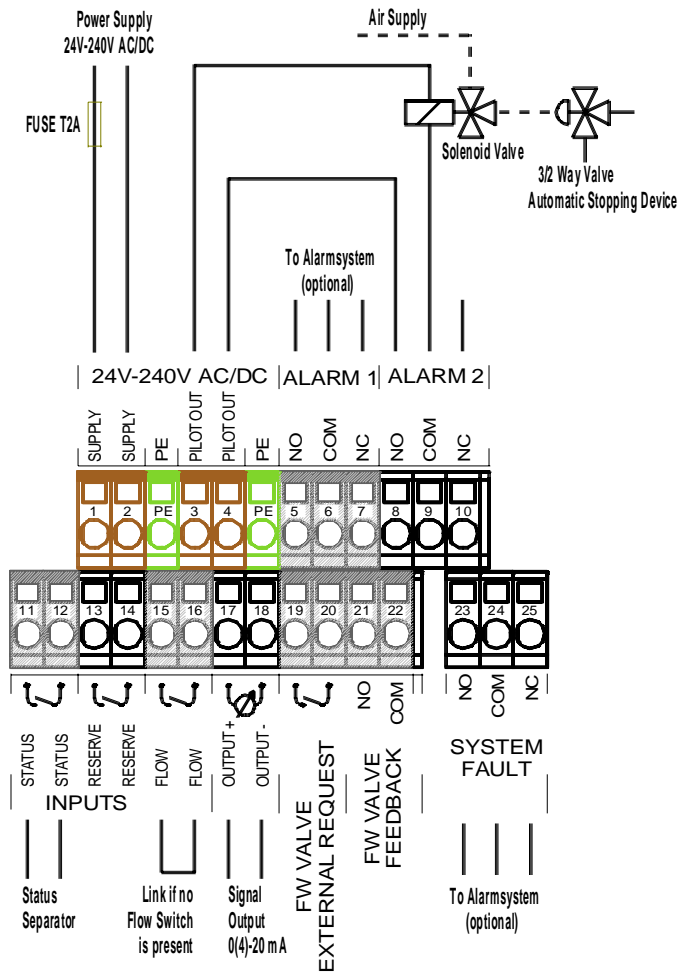 Power Supply
24V-240V AC/DC
Air Supply
FUSE T2A
Solenoid Valve
3/2 Way Valve
Automatic Stopping Device
To Alarmsystem
(optional)
24V-240V AC/DC
ALARM 1
ALARM 2
SUPPLY
SUPPLY
PE
PILOT OUT
PILOT OUT
PE
NO
COM
NC
NO
COM
NC
1
2
PE
3
4
PE
5
6
7
8
9
10
11
12
13
14
15
16
17
18
19
20
21
22
23
24
25
STATUS
STATUS
RESERVE
RESERVE
FLOW
FLOW
OUTPUT +
OUTPUT -
NO
COM
NO
COM
NC
INPUTS
FW VALVE
EXTERNAL REQUEST
FW VALVE
FEEDBACK
SYSTEM
FAULT
Status
Separator
Link if no
Flow Switch
is present
Signal
Output
0(4)-20 mA
To Alarmsystem
(optional)